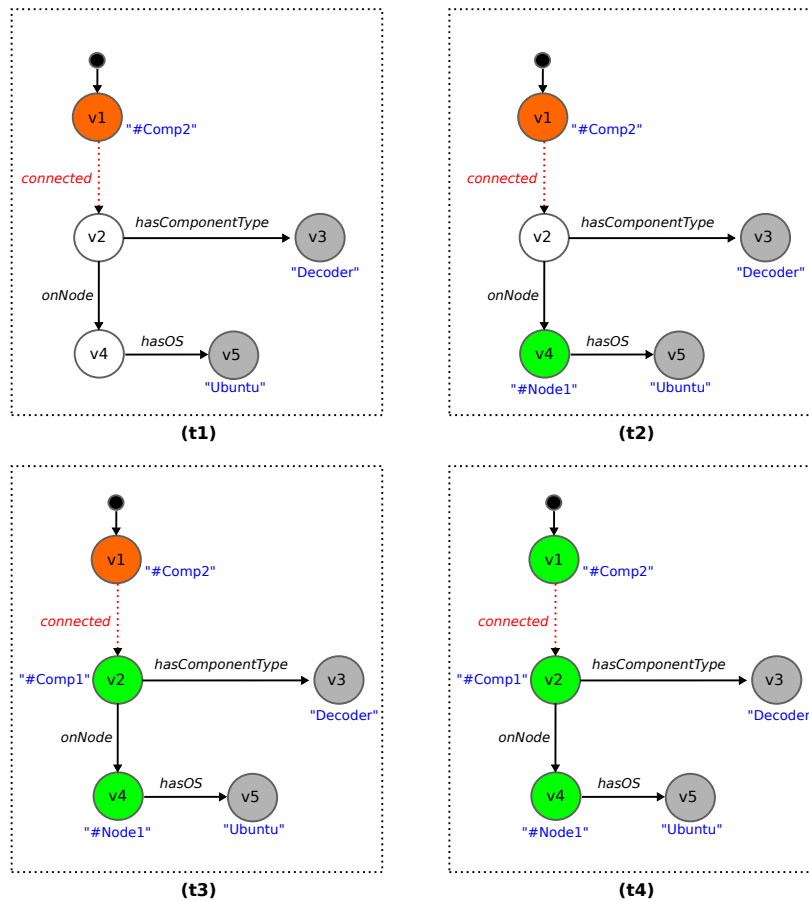 v1
"#Comp2"
connected
hasComponentType
v2
v3
"Decoder"
onNode
hasOS
v4
v5
"Ubuntu"
(t1)
v1
"#Comp2"
connected
hasComponentType
v2
v3
"Decoder"
onNode
hasOS
v4
v5
"#Node1"
"Ubuntu"
(t2)
v1
"#Comp2"
connected
hasComponentType
"#Comp1"
v2
v3
"Decoder"
onNode
hasOS
v4
v5
"#Node1"
"Ubuntu"
(t3)
v1
"#Comp2"
connected
hasComponentType
"#Comp1"
v2
v3
"Decoder
onNode
hasOS
v4
v5
"#Node1"
"Ubuntu"
(t4)